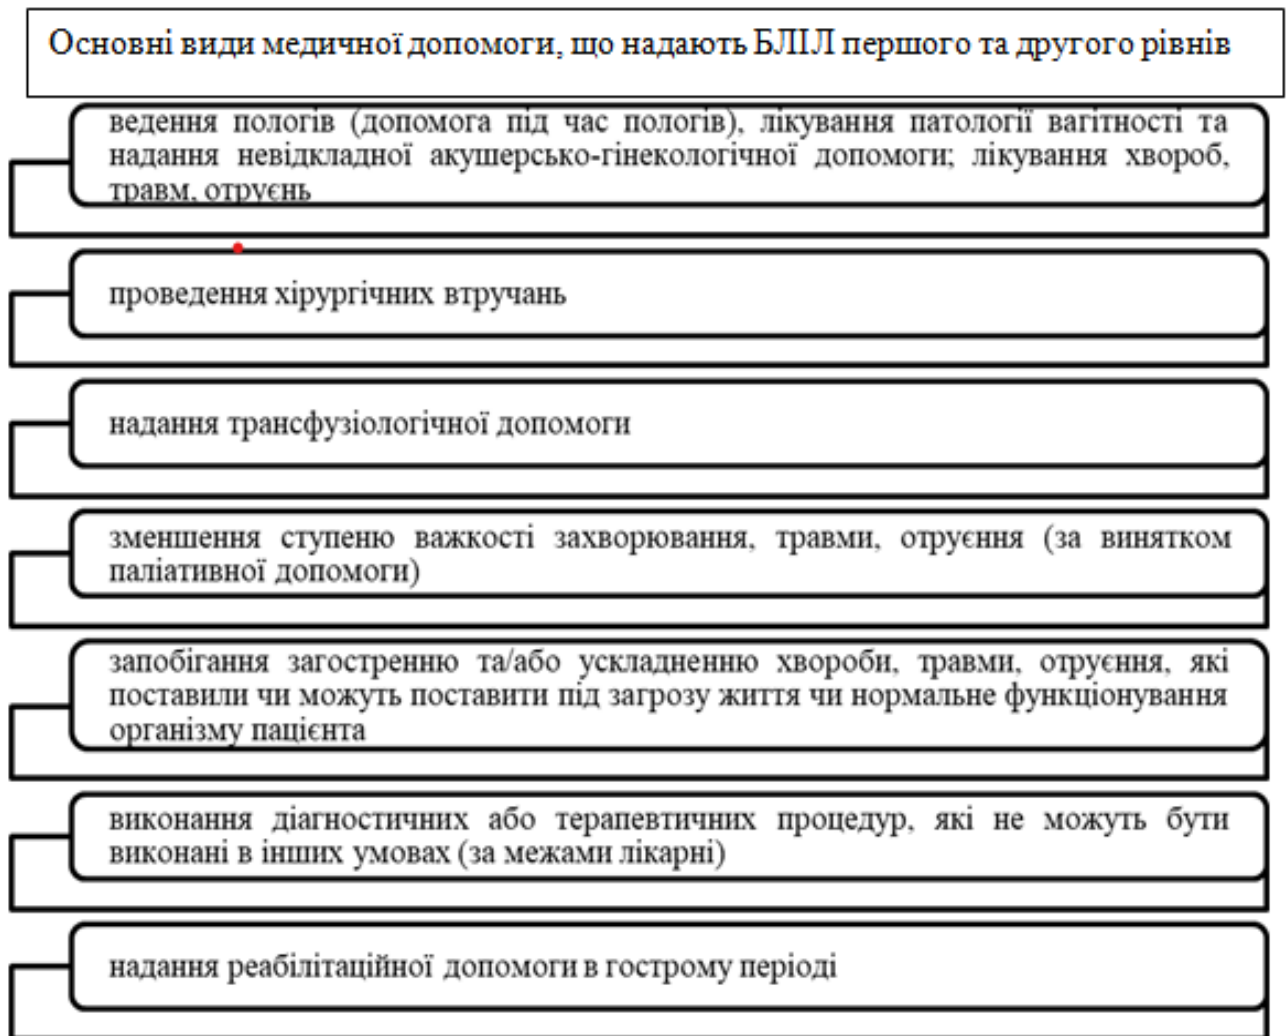 Основні види медичної допомоги, що надають БЛІЛ першого та другого рівнів
ведення пологів (допомога під час пологів), лікування патології вагітності та
надання невідкладної акушерсько-гінекологічної допомоги; лікування хвороб,
травм, отруєнь
проведення хірургічних втручань
надання трансфузіологічної допомоги
зменшення ступеню важкості захворювання, травми, отруєння (за винятком
паліативної допомоги)
запобігання загостренню та/або ускладненню хвороби, травми, отруєння, які
поставили чи можуть поставити під загрозу життя чи нормальне функціонування
організму пацієнта
виконання діагностичних або терапевтичних процедур, які не можуть бути
виконані в інших умовах (за межами лікарні)
надання реабілітаційної допомоги в гострому періоді